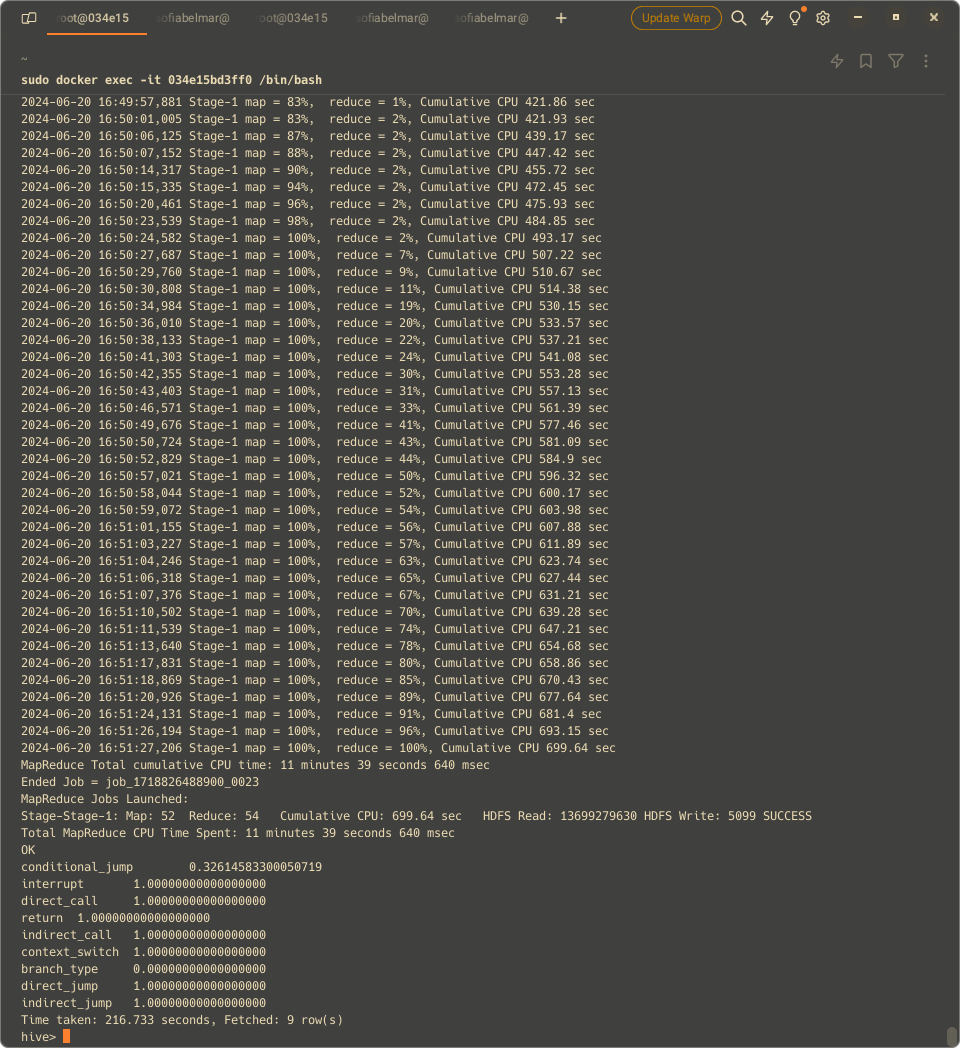 root@034e15 sofiabelmar@ root@034e15 sofiabelmar@ sofiabelmar@ + Update Warp
~
sudo docker exec -it 034e15bd3ff0 /bin/bash
2024-06-20 16:49:57,881 Stage-1 map = 83%,  reduce = 1%, Cumulative CPU 421.86 sec
2024-06-20 16:50:01,005 Stage-1 map = 83%,  reduce = 2%, Cumulative CPU 421.93 sec
2024-06-20 16:50:06,125 Stage-1 map = 87%,  reduce = 2%, Cumulative CPU 439.17 sec
2024-06-20 16:50:07,152 Stage-1 map = 88%,  reduce = 2%, Cumulative CPU 447.42 sec
2024-06-20 16:50:14,317 Stage-1 map = 90%,  reduce = 2%, Cumulative CPU 455.72 sec
2024-06-20 16:50:15,335 Stage-1 map = 94%,  reduce = 2%, Cumulative CPU 472.45 sec
2024-06-20 16:50:20,461 Stage-1 map = 96%,  reduce = 2%, Cumulative CPU 475.93 sec
2024-06-20 16:50:23,539 Stage-1 map = 98%,  reduce = 2%, Cumulative CPU 484.85 sec
2024-06-20 16:50:24,582 Stage-1 map = 100%,  reduce = 2%, Cumulative CPU 493.17 sec
2024-06-20 16:50:27,687 Stage-1 map = 100%,  reduce = 7%, Cumulative CPU 507.22 sec
2024-06-20 16:50:29,760 Stage-1 map = 100%,  reduce = 9%, Cumulative CPU 510.67 sec
2024-06-20 16:50:30,808 Stage-1 map = 100%,  reduce = 11%, Cumulative CPU 514.38 sec
2024-06-20 16:50:34,984 Stage-1 map = 100%,  reduce = 19%, Cumulative CPU 530.15 sec
2024-06-20 16:50:36,010 Stage-1 map = 100%,  reduce = 20%, Cumulative CPU 533.57 sec
2024-06-20 16:50:38,133 Stage-1 map = 100%,  reduce = 22%, Cumulative CPU 537.21 sec
2024-06-20 16:50:41,303 Stage-1 map = 100%,  reduce = 24%, Cumulative CPU 541.08 sec
2024-06-20 16:50:42,355 Stage-1 map = 100%,  reduce = 30%, Cumulative CPU 553.28 sec
2024-06-20 16:50:43,403 Stage-1 map = 100%,  reduce = 31%, Cumulative CPU 557.13 sec
2024-06-20 16:50:46,571 Stage-1 map = 100%,  reduce = 33%, Cumulative CPU 561.39 sec
2024-06-20 16:50:49,676 Stage-1 map = 100%,  reduce = 41%, Cumulative CPU 577.46 sec
2024-06-20 16:50:50,724 Stage-1 map = 100%,  reduce = 43%, Cumulative CPU 581.09 sec
2024-06-20 16:50:52,829 Stage-1 map = 100%,  reduce = 44%, Cumulative CPU 584.9 sec
2024-06-20 16:50:57,021 Stage-1 map = 100%,  reduce = 50%, Cumulative CPU 596.32 sec
2024-06-20 16:50:58,044 Stage-1 map = 100%,  reduce = 52%, Cumulative CPU 600.17 sec
2024-06-20 16:50:59,072 Stage-1 map = 100%,  reduce = 54%, Cumulative CPU 603.98 sec
2024-06-20 16:51:01,155 Stage-1 map = 100%,  reduce = 56%, Cumulative CPU 607.88 sec
2024-06-20 16:51:03,227 Stage-1 map = 100%,  reduce = 57%, Cumulative CPU 611.89 sec
2024-06-20 16:51:04,246 Stage-1 map = 100%,  reduce = 63%, Cumulative CPU 623.74 sec
2024-06-20 16:51:06,318 Stage-1 map = 100%,  reduce = 65%, Cumulative CPU 627.44 sec
2024-06-20 16:51:07,376 Stage-1 map = 100%,  reduce = 67%, Cumulative CPU 631.21 sec
2024-06-20 16:51:10,502 Stage-1 map = 100%,  reduce = 70%, Cumulative CPU 639.28 sec
2024-06-20 16:51:11,539 Stage-1 map = 100%,  reduce = 74%, Cumulative CPU 647.21 sec
2024-06-20 16:51:13,640 Stage-1 map = 100%,  reduce = 78%, Cumulative CPU 654.68 sec
2024-06-20 16:51:17,831 Stage-1 map = 100%,  reduce = 80%, Cumulative CPU 658.86 sec
2024-06-20 16:51:18,869 Stage-1 map = 100%,  reduce = 85%, Cumulative CPU 670.43 sec
2024-06-20 16:51:20,926 Stage-1 map = 100%,  reduce = 89%, Cumulative CPU 677.64 sec
2024-06-20 16:51:24,131 Stage-1 map = 100%,  reduce = 91%, Cumulative CPU 681.4 sec
2024-06-20 16:51:26,194 Stage-1 map = 100%,  reduce = 96%, Cumulative CPU 693.15 sec
2024-06-20 16:51:27,206 Stage-1 map = 100%,  reduce = 100%, Cumulative CPU 699.64 sec
MapReduce Total cumulative CPU time: 11 minutes 39 seconds 640 msec
Ended Job = job_1718826488900_0023
MapReduce Jobs Launched:
Stage-Stage-1: Map: 52  Reduce: 54   Cumulative CPU: 699.64 sec   HDFS Read: 13699279630 HDFS Write: 5099 SUCCESS
Total MapReduce CPU Time Spent: 11 minutes 39 seconds 640 msec
OK
conditional_jump	0.32614583300050719
interrupt	1.00000000000000000
direct_call	1.00000000000000000
return	1.00000000000000000
indirect_call	1.00000000000000000
context_switch	1.00000000000000000
branch_type	0.00000000000000000
direct_jump	1.00000000000000000
indirect_jump	1.00000000000000000
Time taken: 216.733 seconds, Fetched: 9 row(s)
hive>